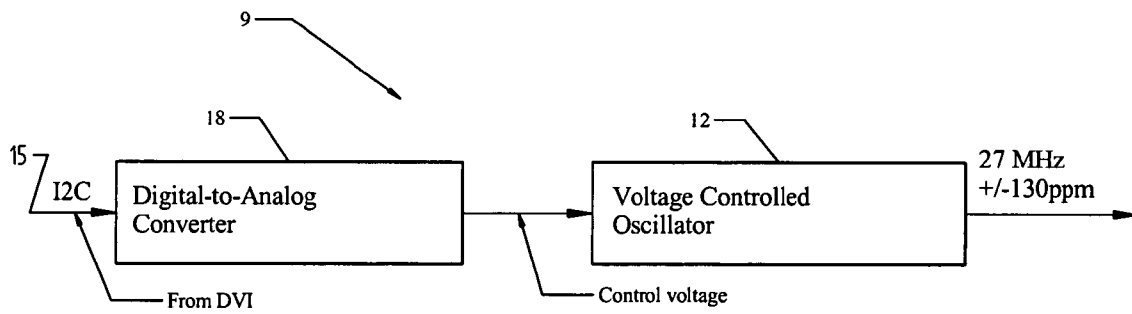 9
18
12
15
I2C
Digital-to-Analog
Converter
Voltage Controlled
Oscillator
27 MHz
+/-130ppm
From DVI
Control voltage